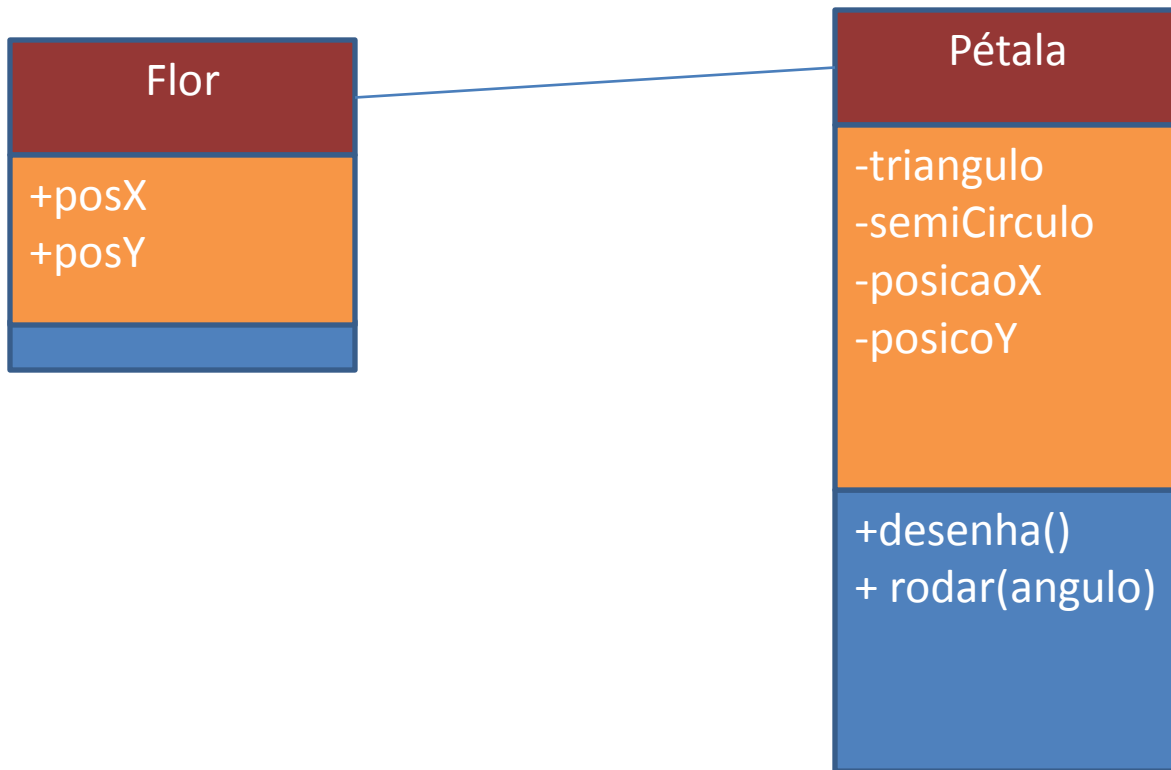 Flor
+posX
+posY
Pétala
-triangulo
-semiCirculo
-posicaoX
-posicoY
+desenha()
+ rodar(angulo)